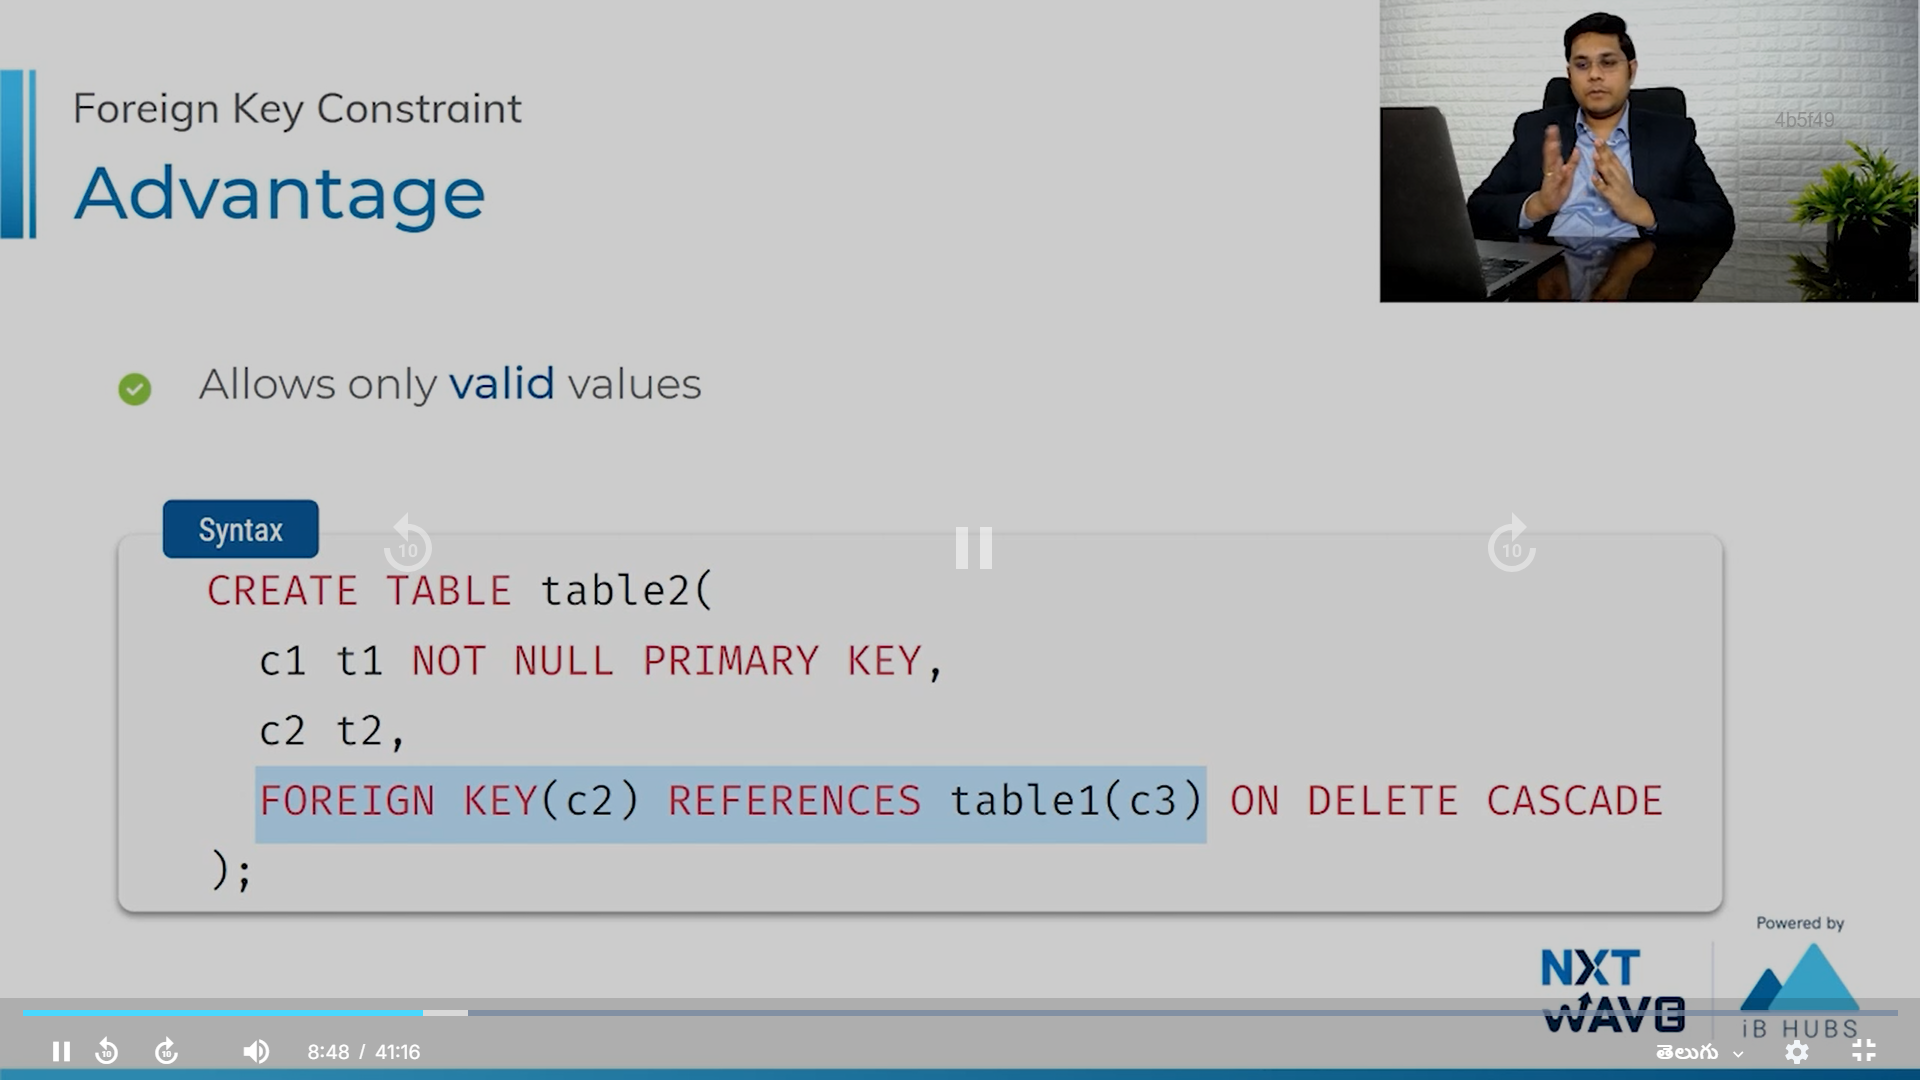 Foreign Key Constraint
Advantage
4b5f49
Allows only valid values
Syntax
10
10
CREATE TABLE table2(
c1 t1 NOT NULL PRIMARY KEY,
c2 t2,
FOREIGN KEY(c2) REFERENCES table1(c3) ON DELETE CASCADE
);
Powered by
NXT
WAVE
iB HUBS
10
10
8:48 / 41:16
తెలుగు